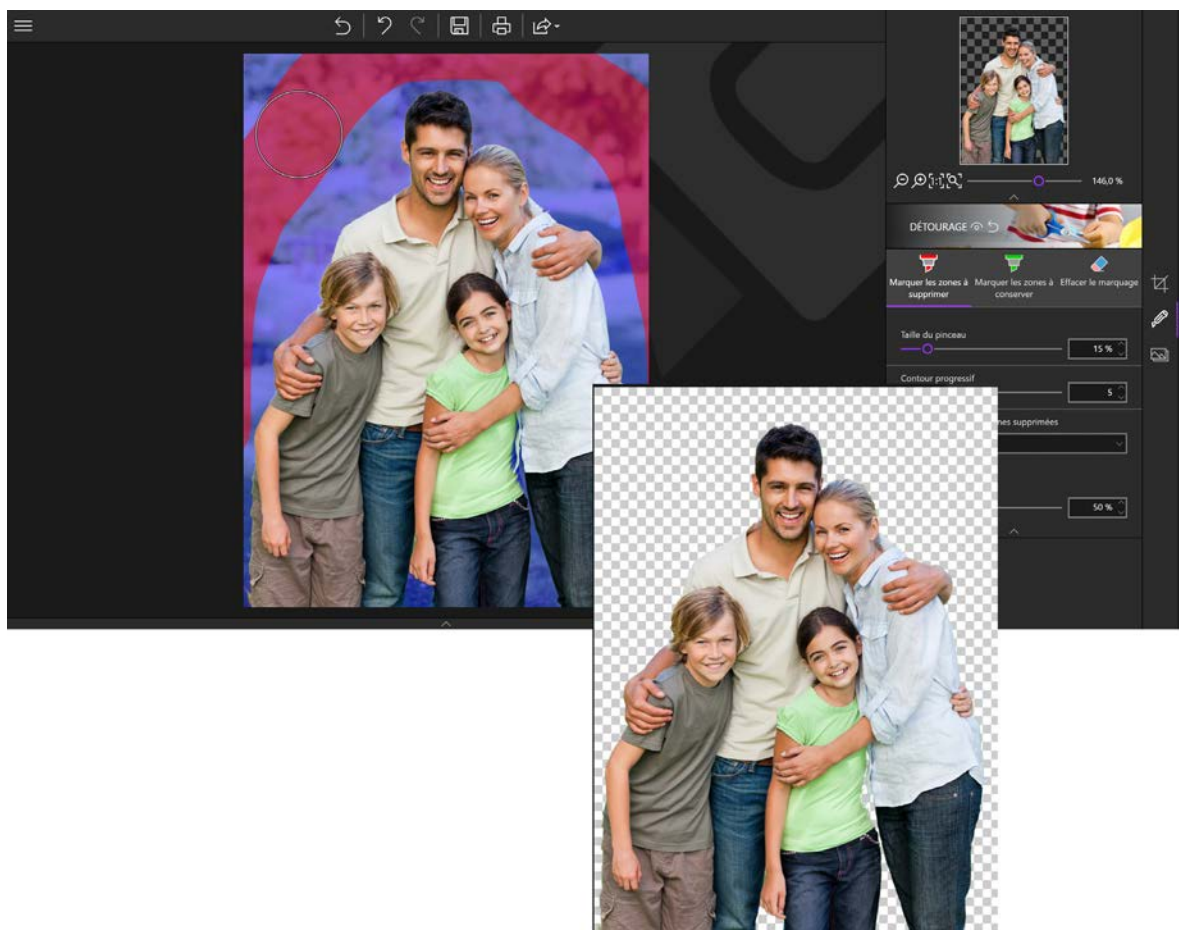 146,0 %
DÉTOURAGE
Marquer les zones à supprimer
Marquer les zones à conserver
Effacer le marquage
Taille du pinceau
15 %
Contour progressif
5
supprimées
50 %